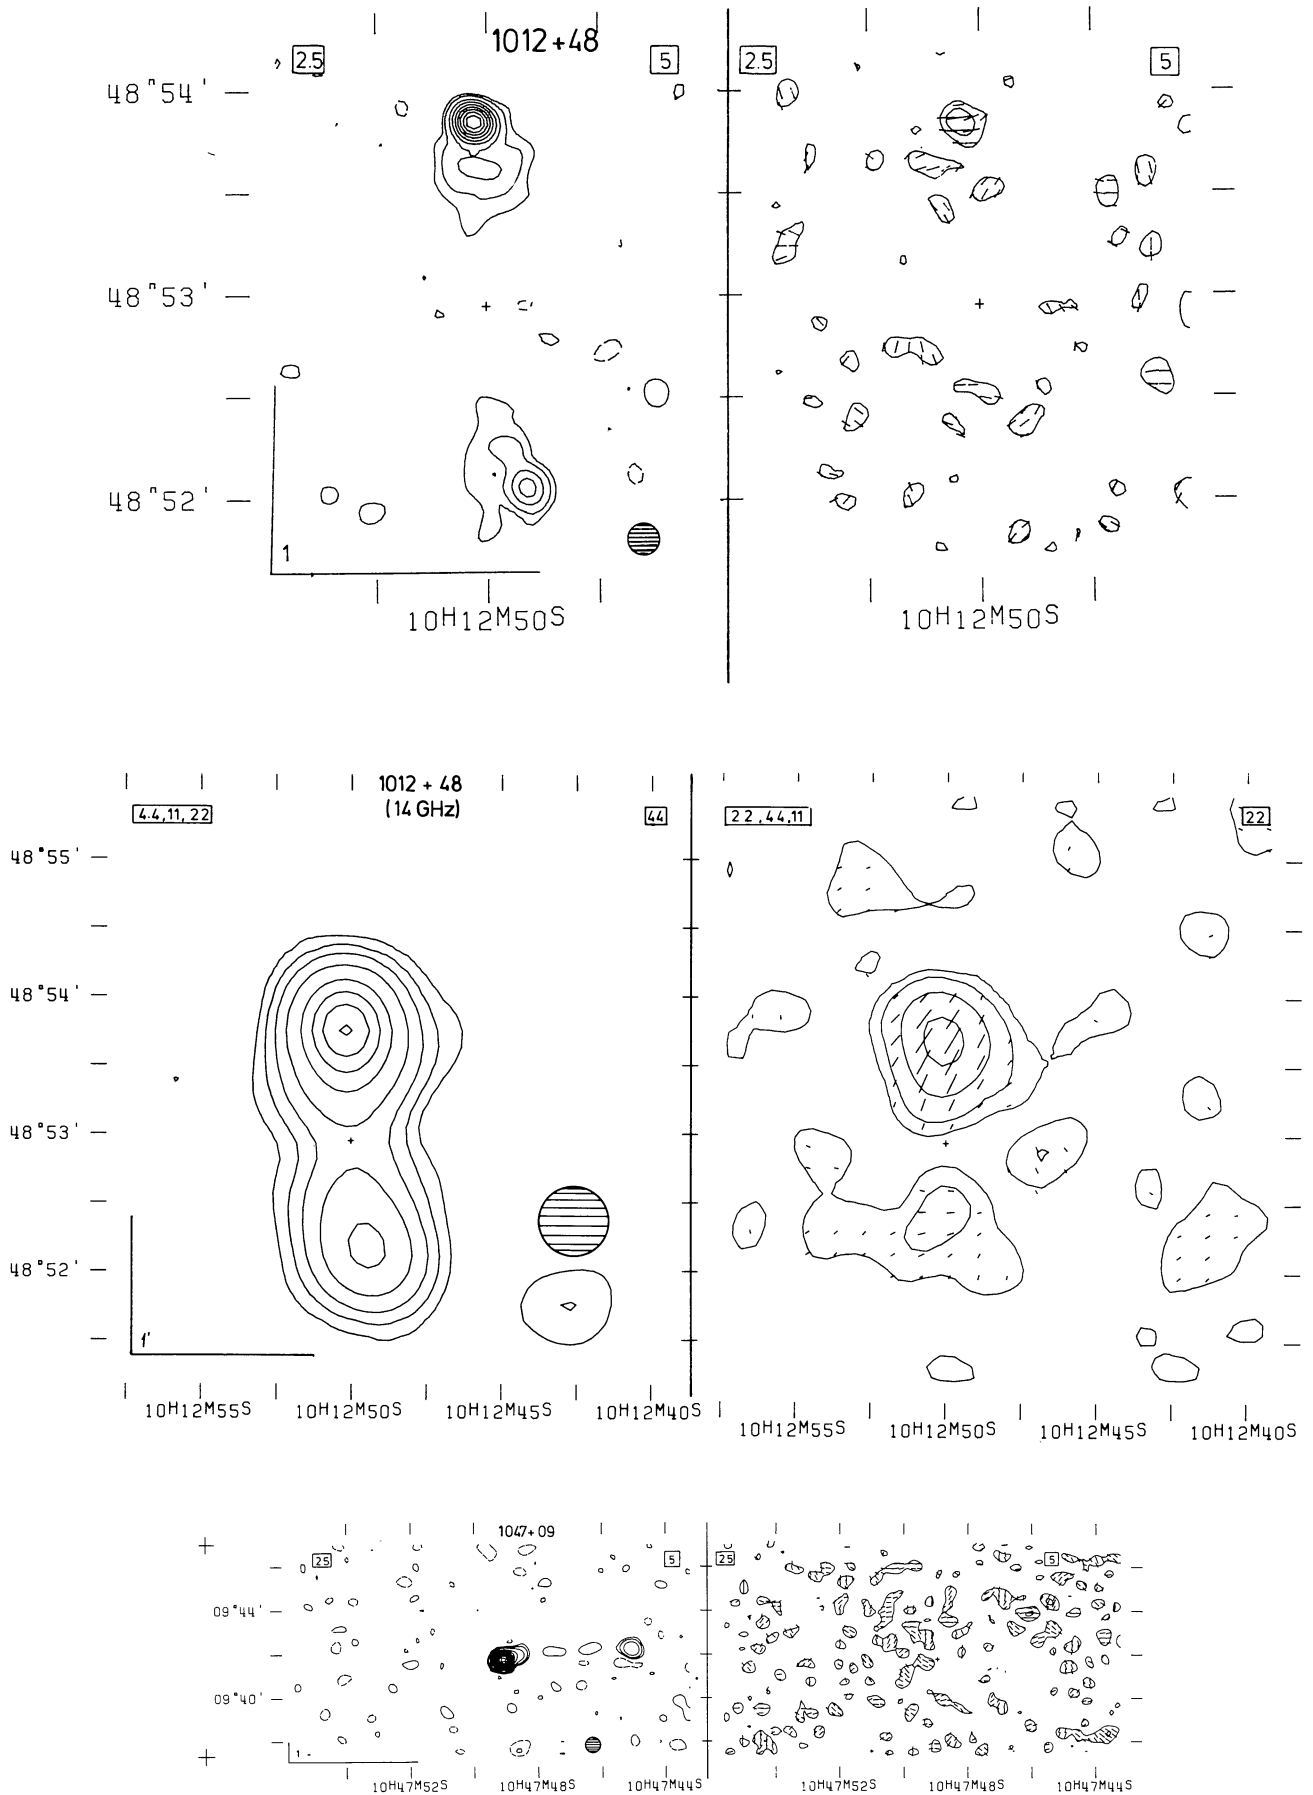 1012+48
2.5 5 2.5 5
48°54'
48°53'
48°52'
1
10H12M50S 10H12M50S
1012 + 48
(14 GHz)
4.4,11,22 44 22,44,11 22
48°55'
48°54'
48°53'
48°52'
1'
10H12M55S 10H12M50S 10H12M45S 10H12M40S
10H12M55S 10H12M50S 10H12M45S 10H12M40S
1047+09
25 5 25 5
09°44'
09°40'
1
10H47M52S 10H47M48S 10H47M44S 10H47M52S 10H47M48S 10H47M44S